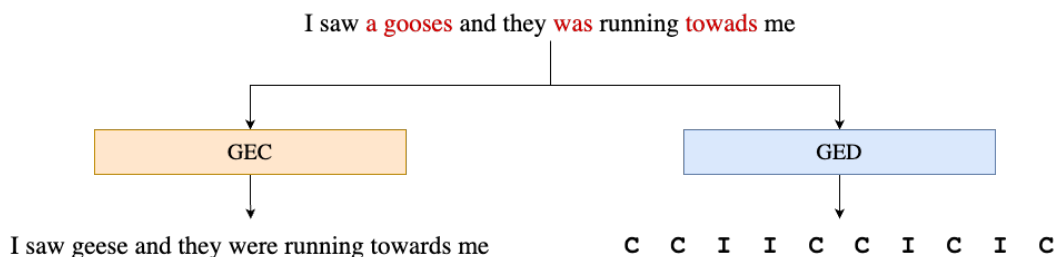 I saw a gooses and they was running towads me
GEC
GED
I saw geese and they were running towards me
C C I I C C I C I C